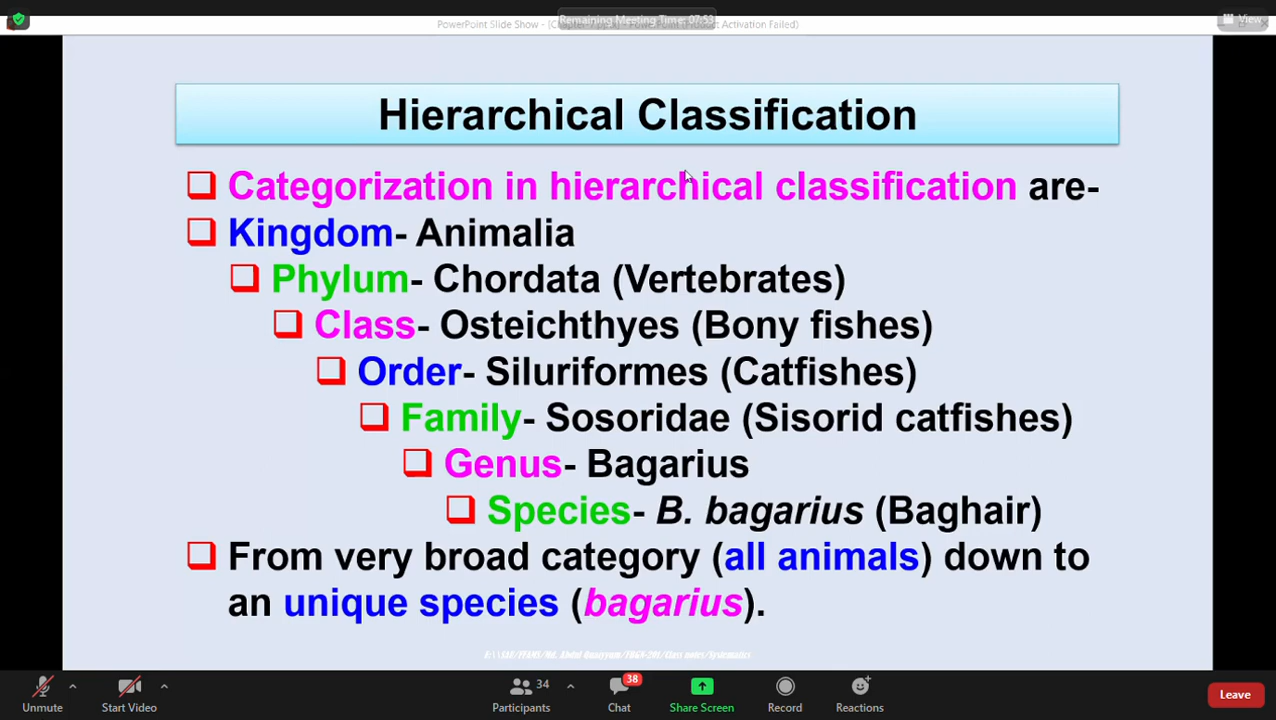 PowerPoint Slide Show - 
Remaining Meeting Time: 07:53
Activation Failed)
View
Hierarchical Classification
Categorization in hierarchical classification are-
Kingdom- Animalia
Phylum- Chordata (Vertebrates)
Class- Osteichthyes (Bony fishes)
Order- Siluriformes (Catfishes)
Family- Sosoridae (Sisorid catfishes)
Genus- Bagarius
Species- B. bagarius (Baghair)
From very broad category (all animals) down to
an unique species (bagarius).
Class notes/Systematics
38
34
Unmute
Start Video
Participants
Chat
Share Screen
Record
Reactions
Leave